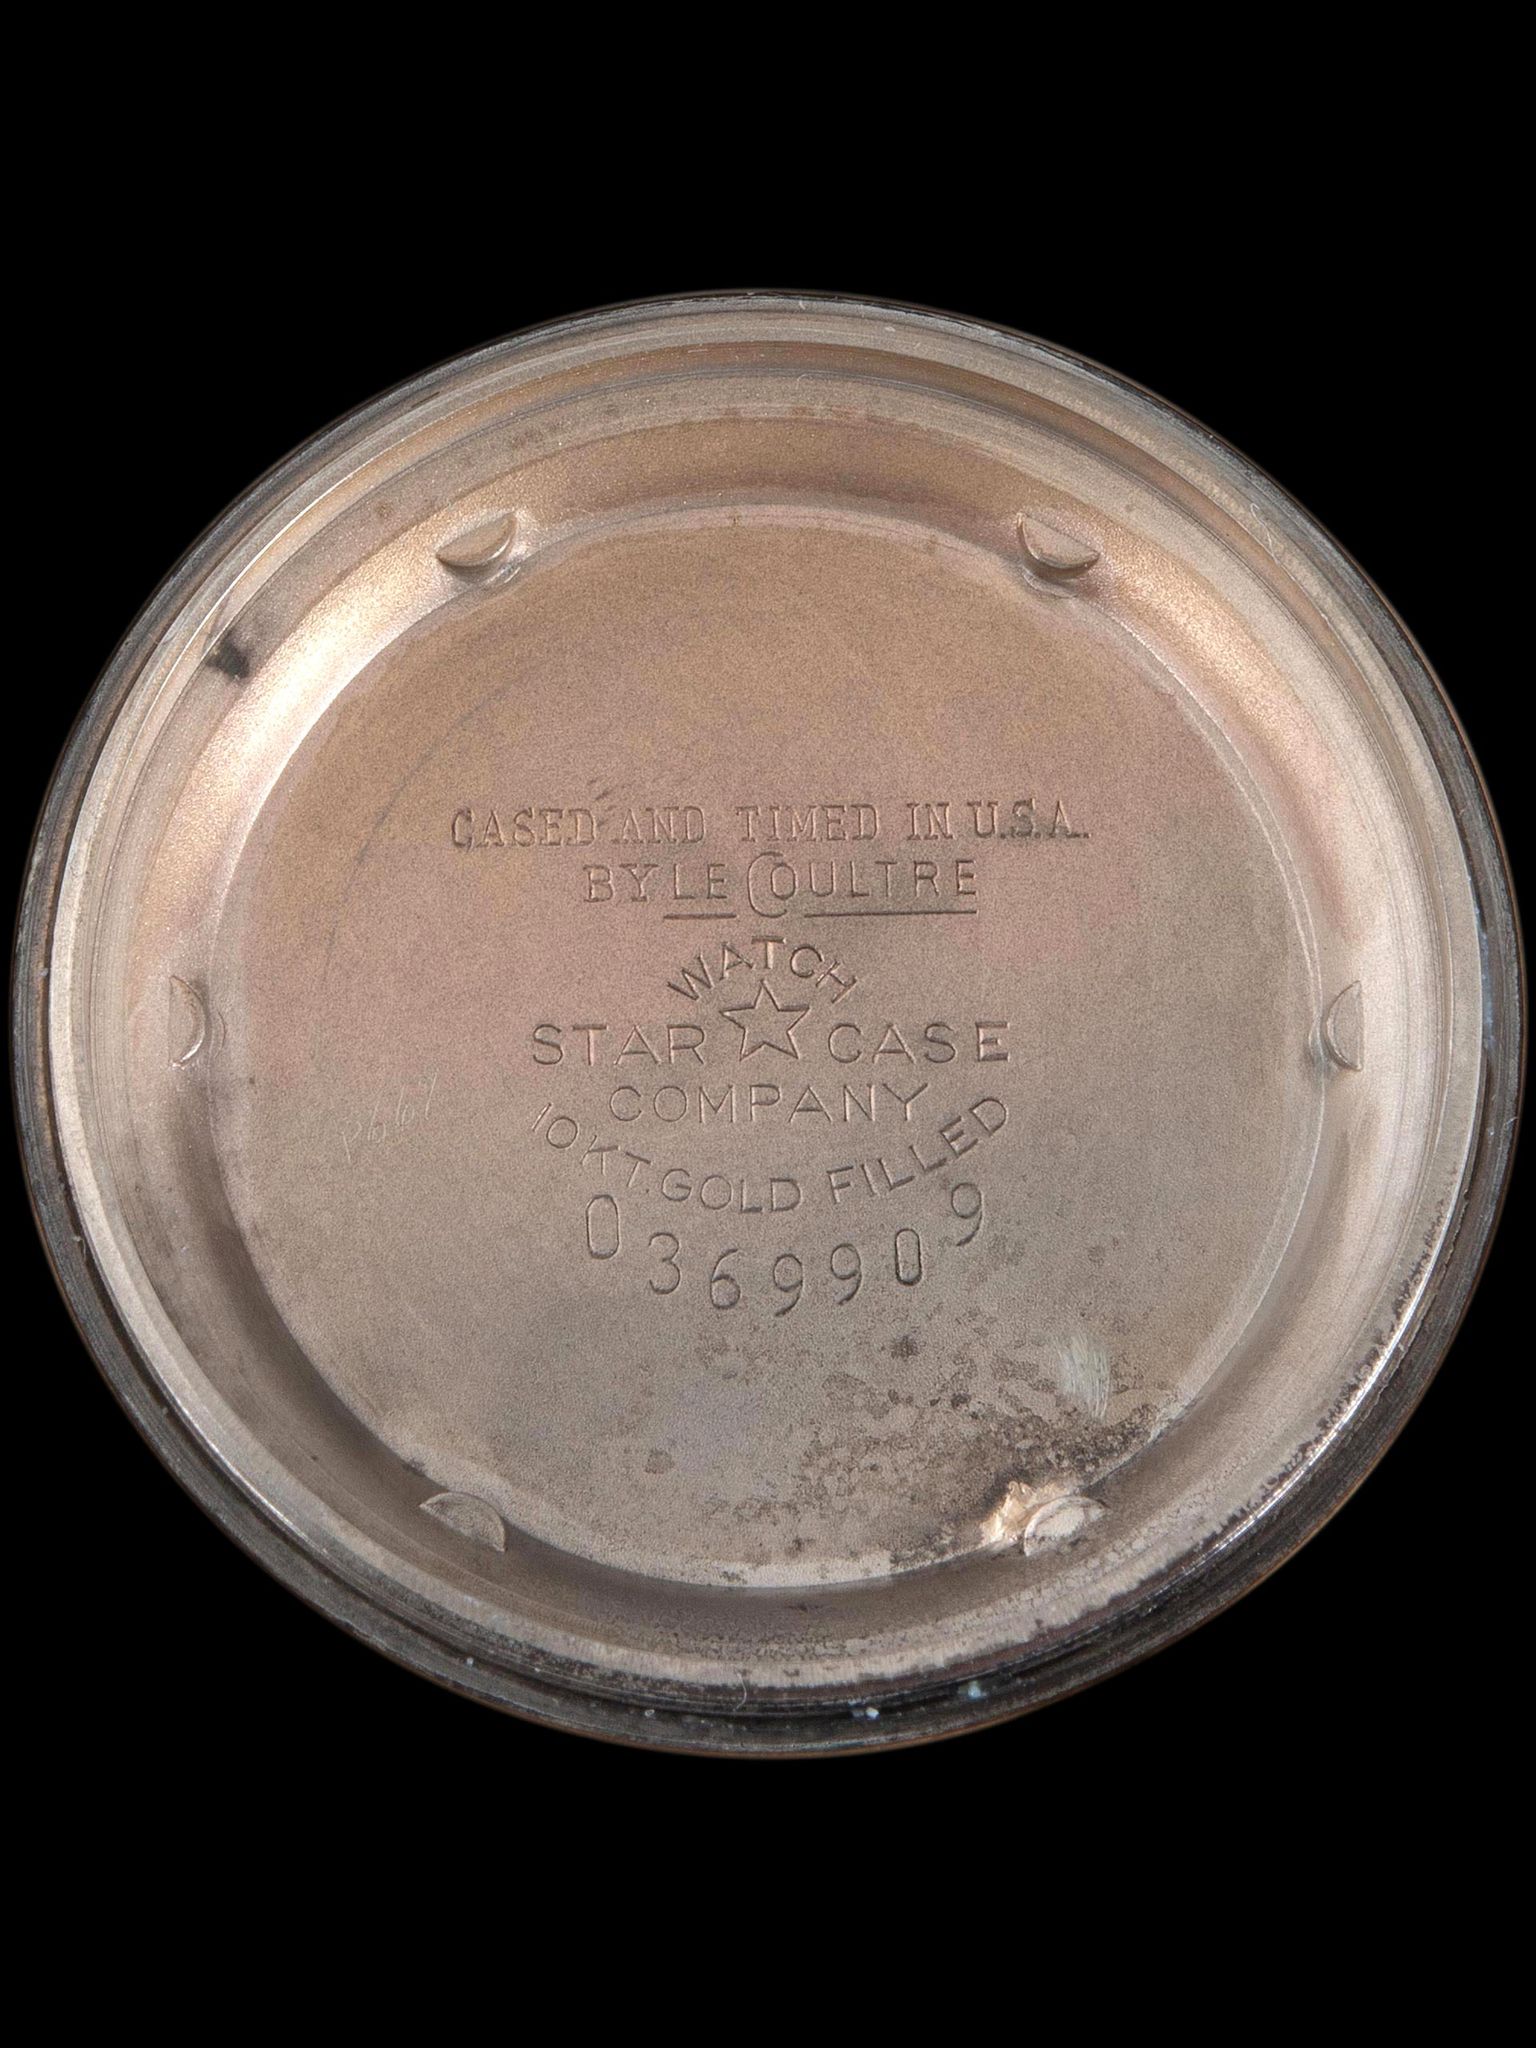 CASED AND TIMED IN U.S.A.
BY LECOULTRE
WATCH
STAR CASE
COMPANY
10KT. GOLD FILLED
0369909